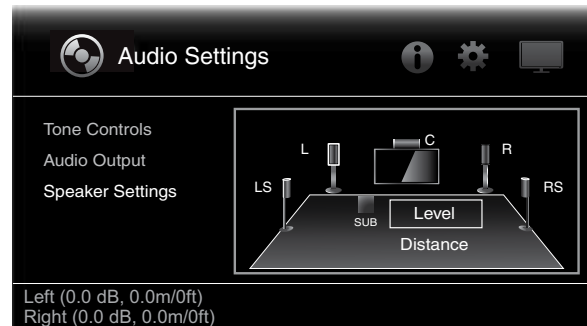 Audio Settings
Tone Controls
Audio Output
Speaker Settings
L
C
R
LS
RS
SUB
Level
Distance
Left (0.0 dB, 0.0m/0ft)
Right (0.0 dB, 0.0m/0ft)